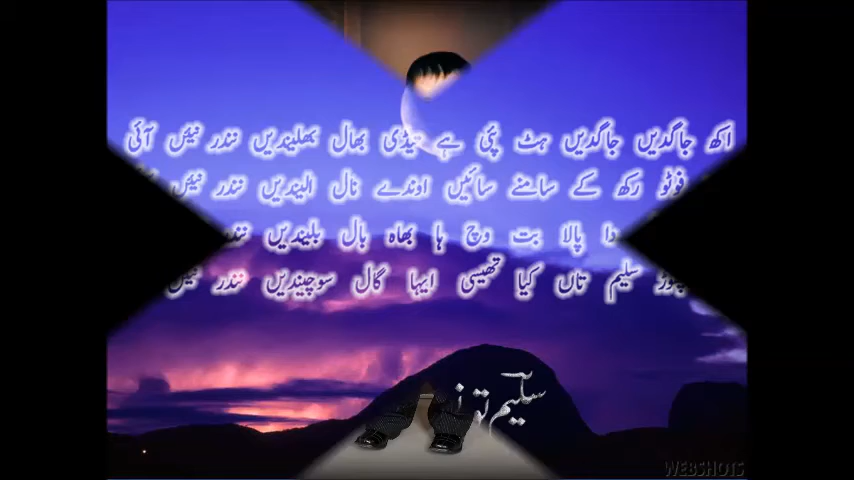 اکھ جاگدیں جاگدیں ہٹ پئی ہے تیڈی بھال بھلیندیں نندر نئیں آئی
فوٹو رکھ کے سامنے سائیں اوندے نال الیندیں نندر نئیں
دا پالا بت وچ ہا بھاہ بال بلیندیں
سلیم تاں کیا تھیسی ایہا گال سوچیندیں نندر نئیں
سلیم
WEBSHOTS